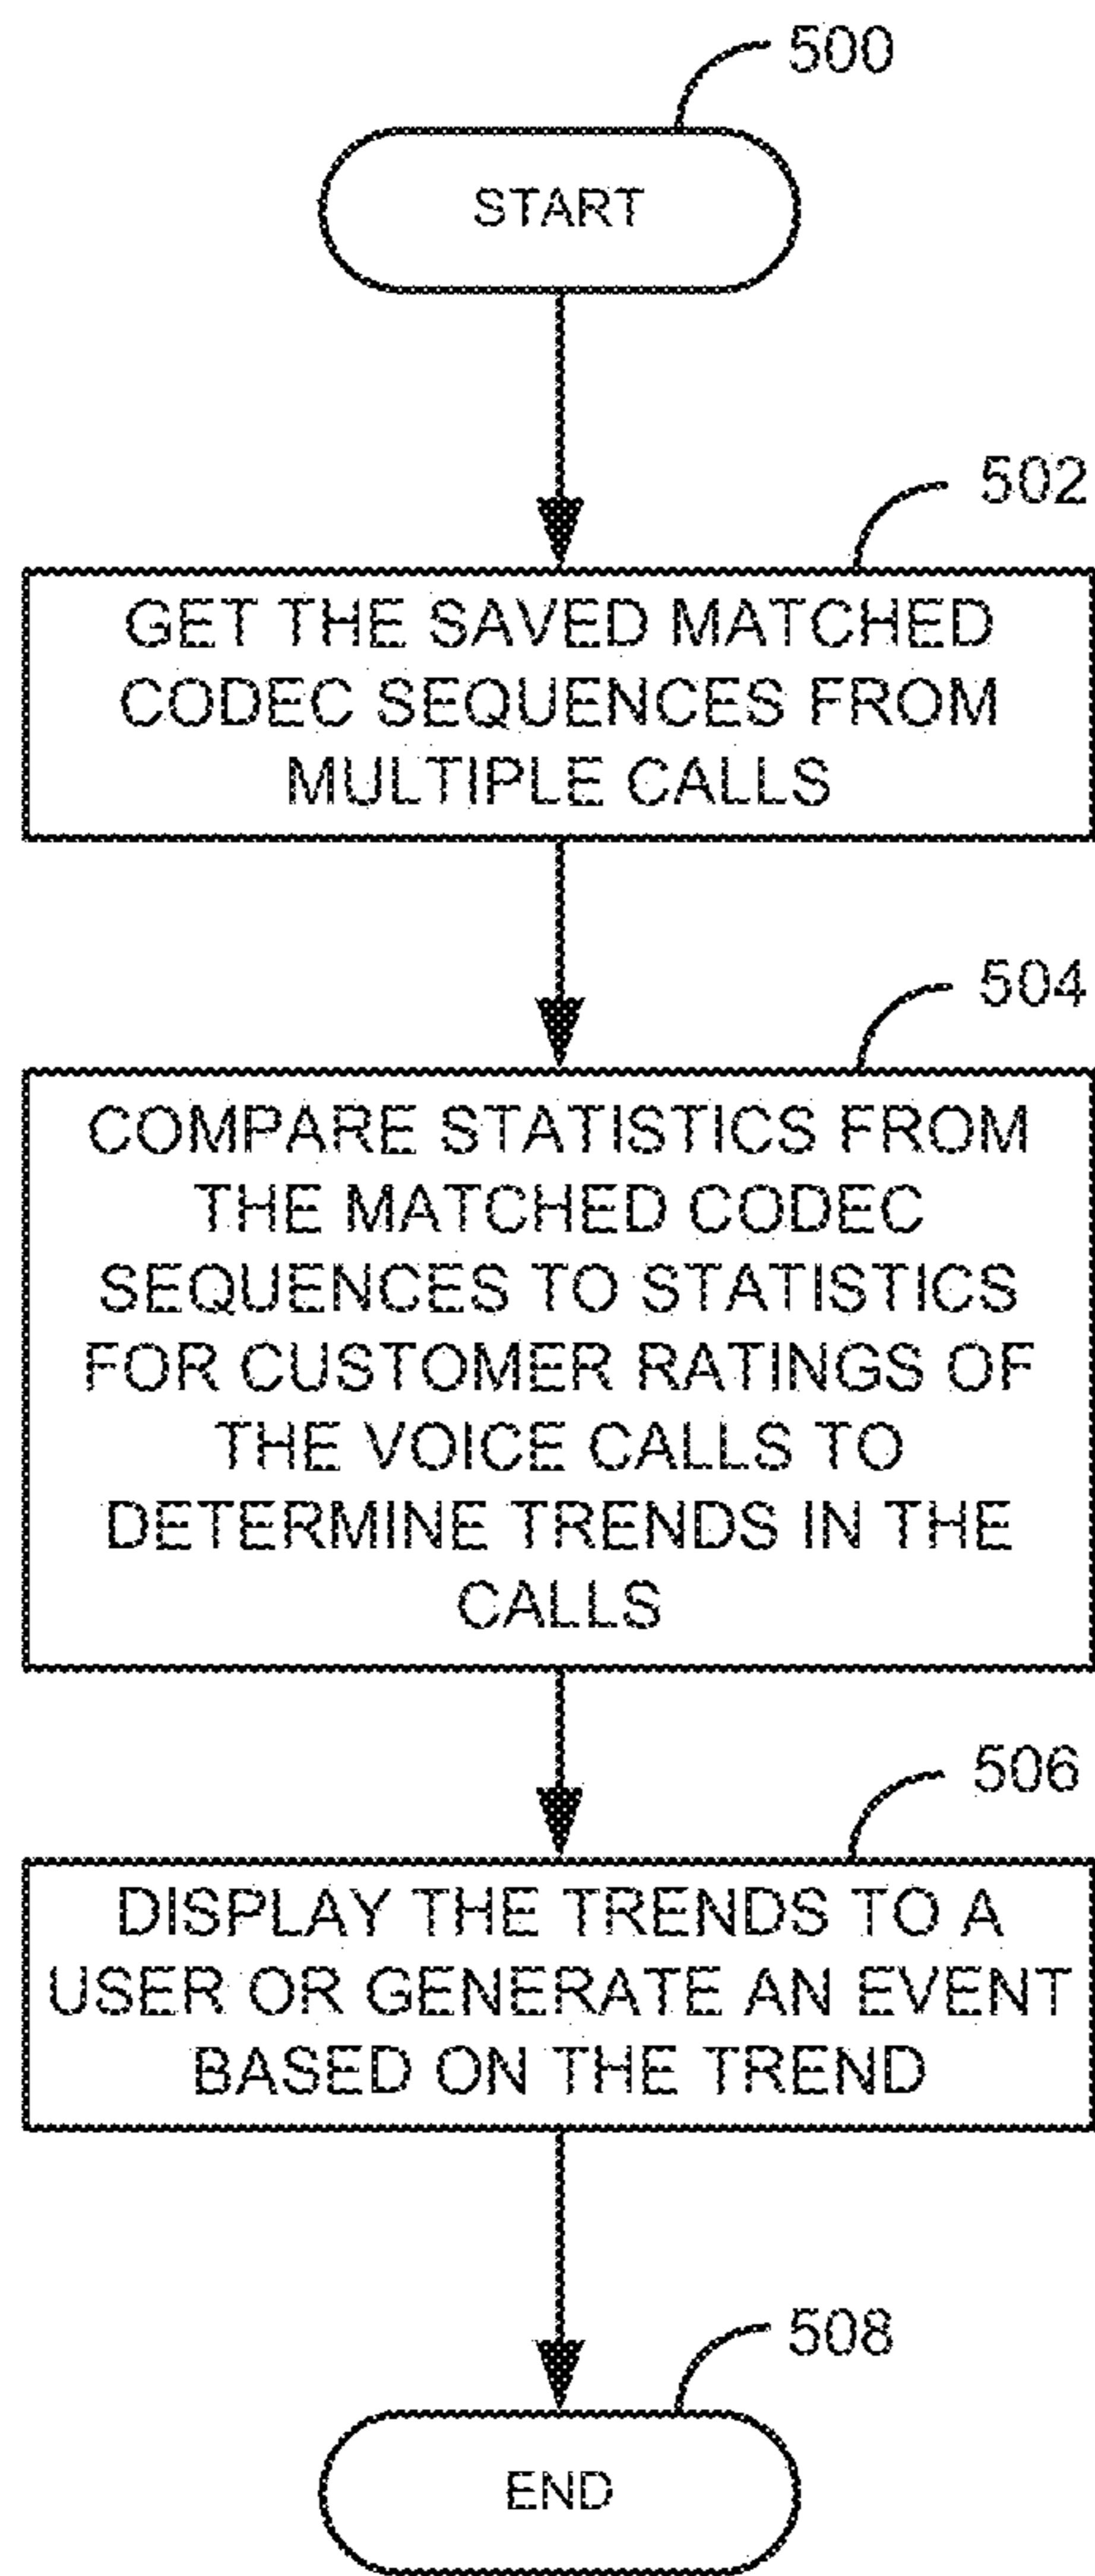 500
START
502
GET THE SAVED MATCHED
CODEC SEQUENCES FROM
MULTIPLE CALLS
504
COMPARE STATISTICS FROM
THE MATCHED CODEC
SEQUENCES TO STATISTICS
FOR CUSTOMER RATINGS OF
THE VOICE CALLS TO
DETERMINE TRENDS IN THE
CALLS
506
DISPLAY THE TRENDS TO A
USER OR GENERATE AN EVENT
BASED ON THE TREND
508
END